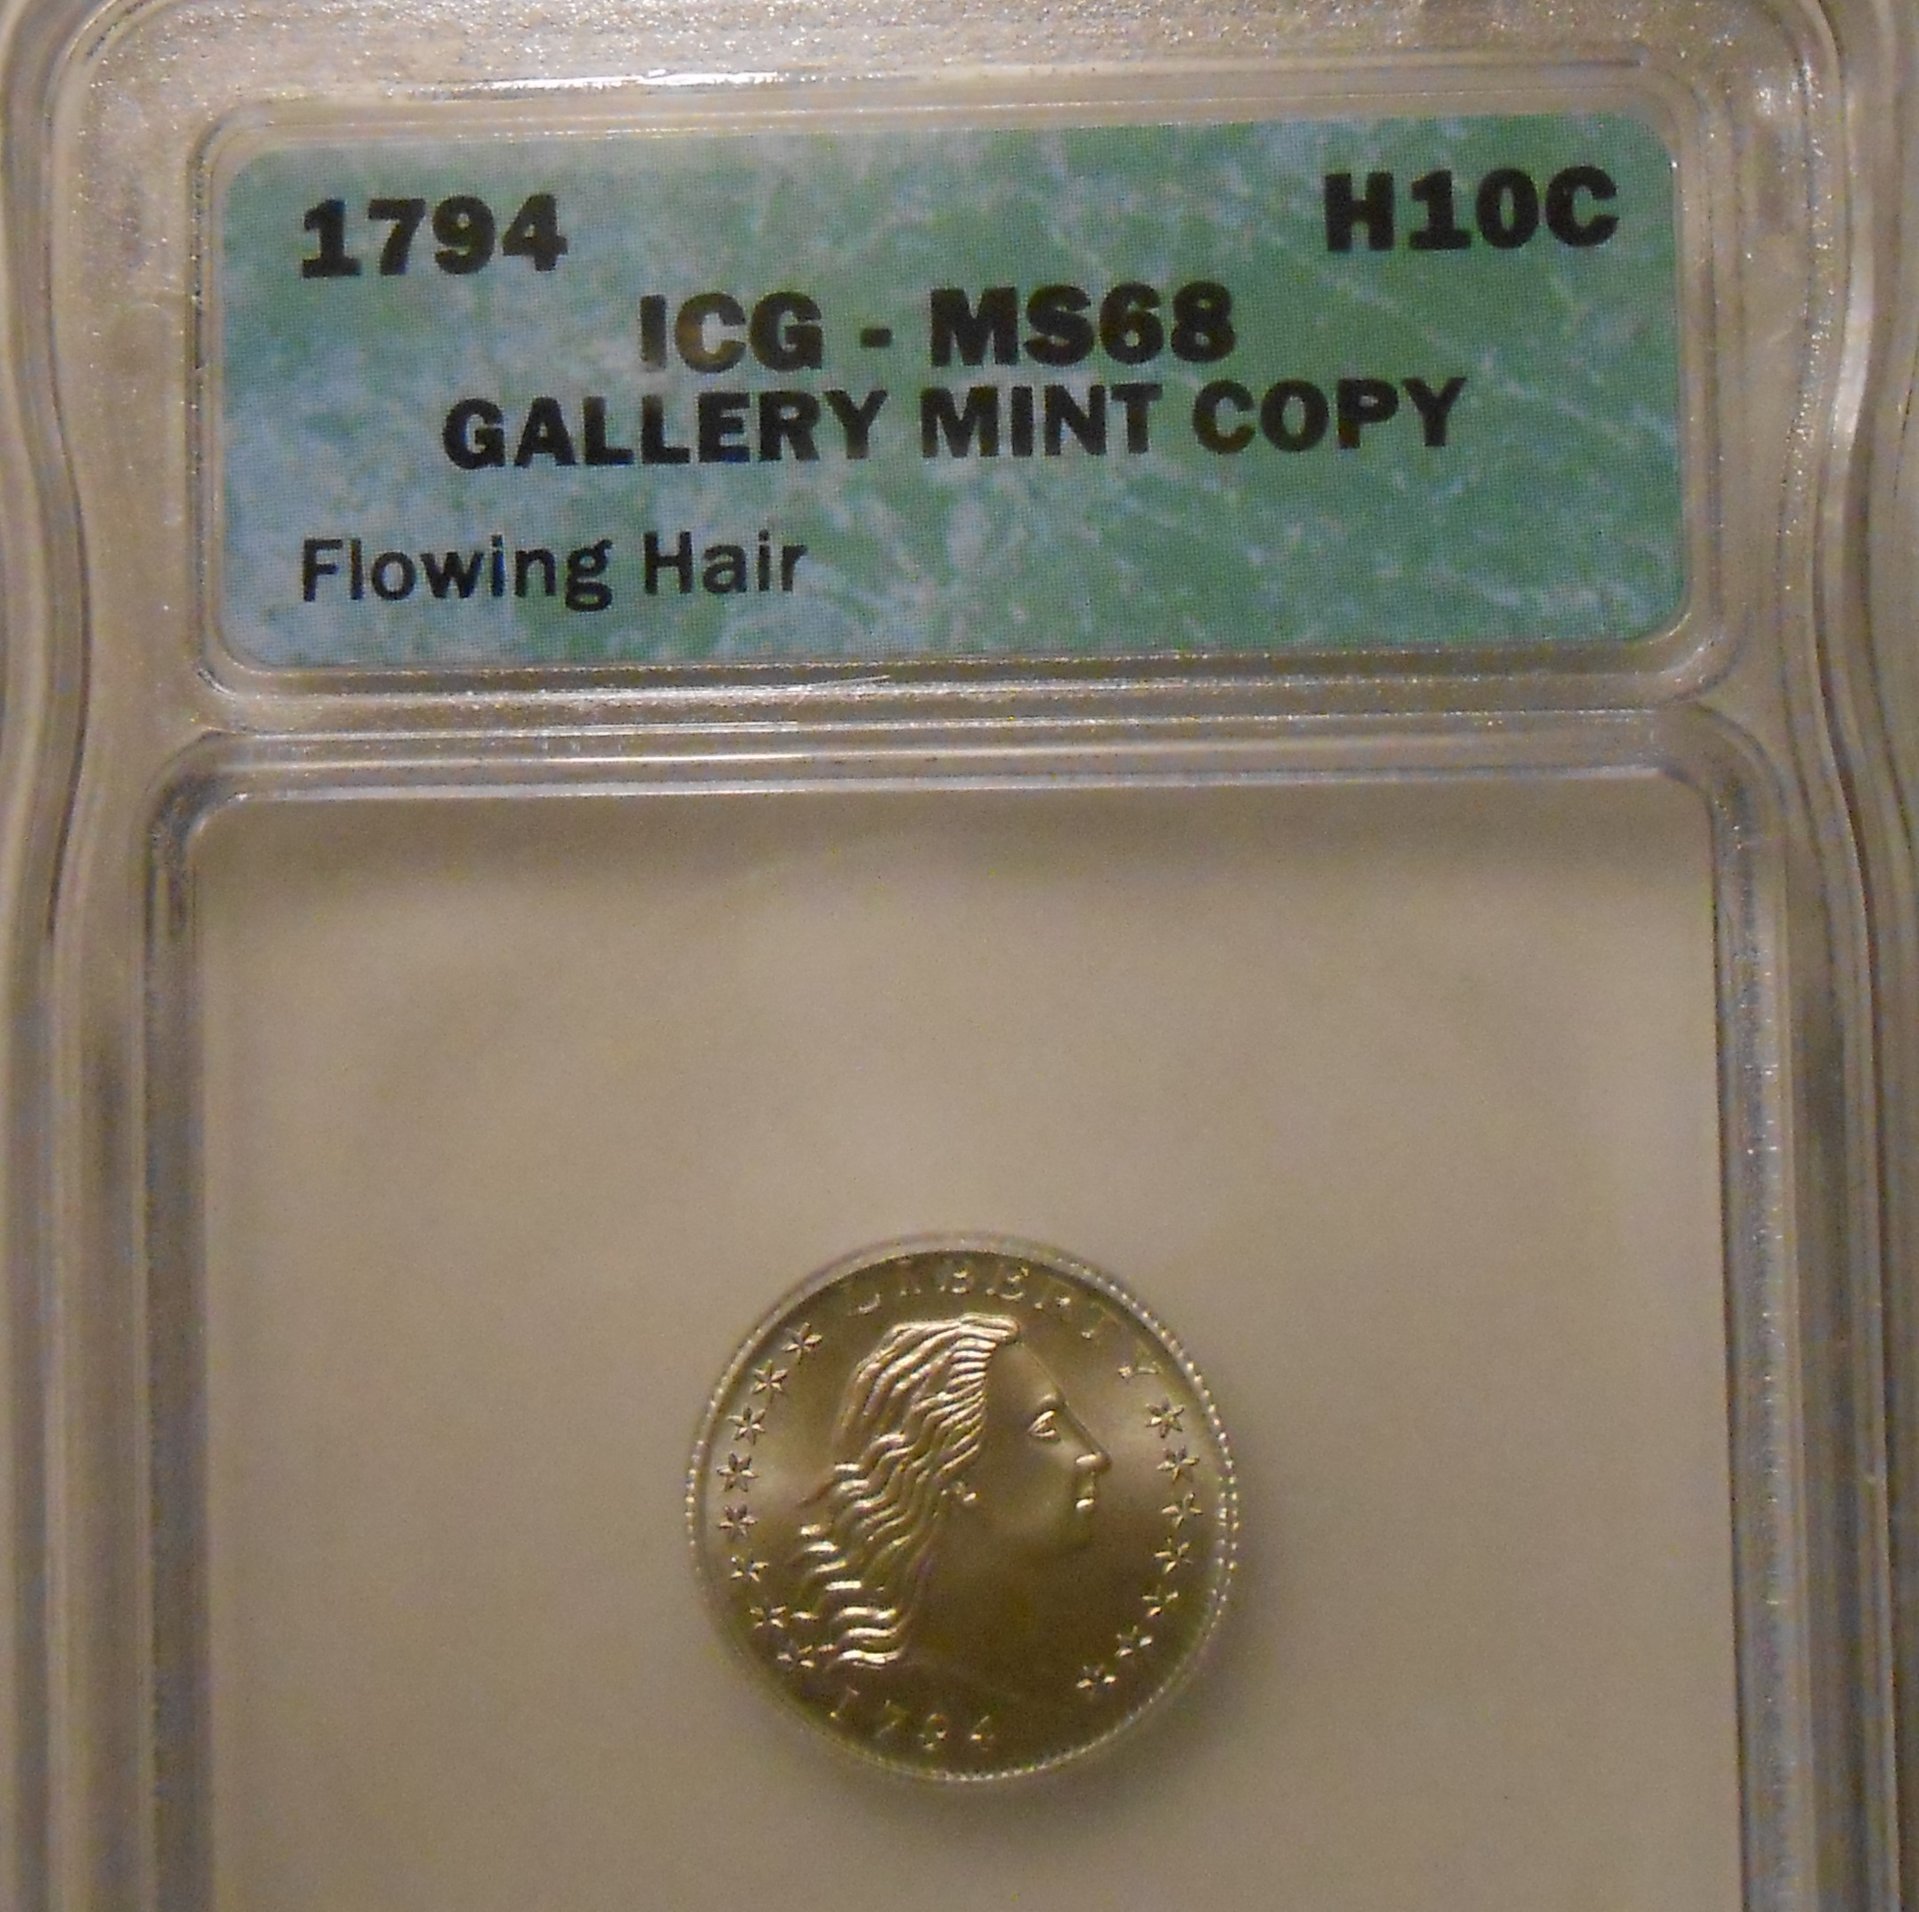 1794 H10C
ICG - MS68
GALLERY MINT COPY
Flowing Hair
LIBERTY
1794